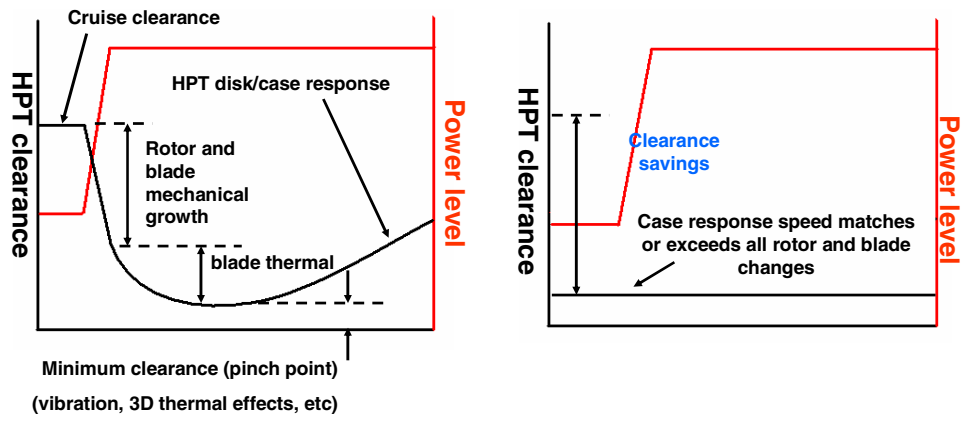 Cruise clearance
HPT disk/case response
HPT clearance
Power level
Rotor and
blade
mechanical
growth
blade thermal
Minimum clearance (pinch point)
(vibration, 3D thermal effects, etc)
HPT clearance
Power level
Clearance
savings
Case response speed matches
or exceeds all rotor and blade
changes